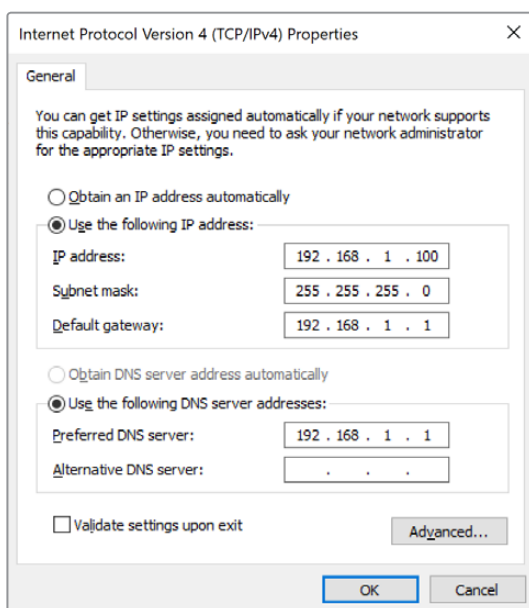 Internet Protocol Version 4 (TCP/IPv4) Properties
General
You can get IP settings assigned automatically if your network supports
this capability. Otherwise, you need to ask your network administrator
for the appropriate IP settings.
Obtain an IP address automatically
Use the following IP address:
IP address: 192 . 168 . 1 . 100
Subnet mask: 255 . 255 . 255 . 0
Default gateway: 192 . 168 . 1 . 1
Obtain DNS server address automatically
Use the following DNS server addresses:
Preferred DNS server: 192 . 168 . 1 . 1
Alternative DNS server: . . .
Validate settings upon exit
Advanced...
OK Cancel